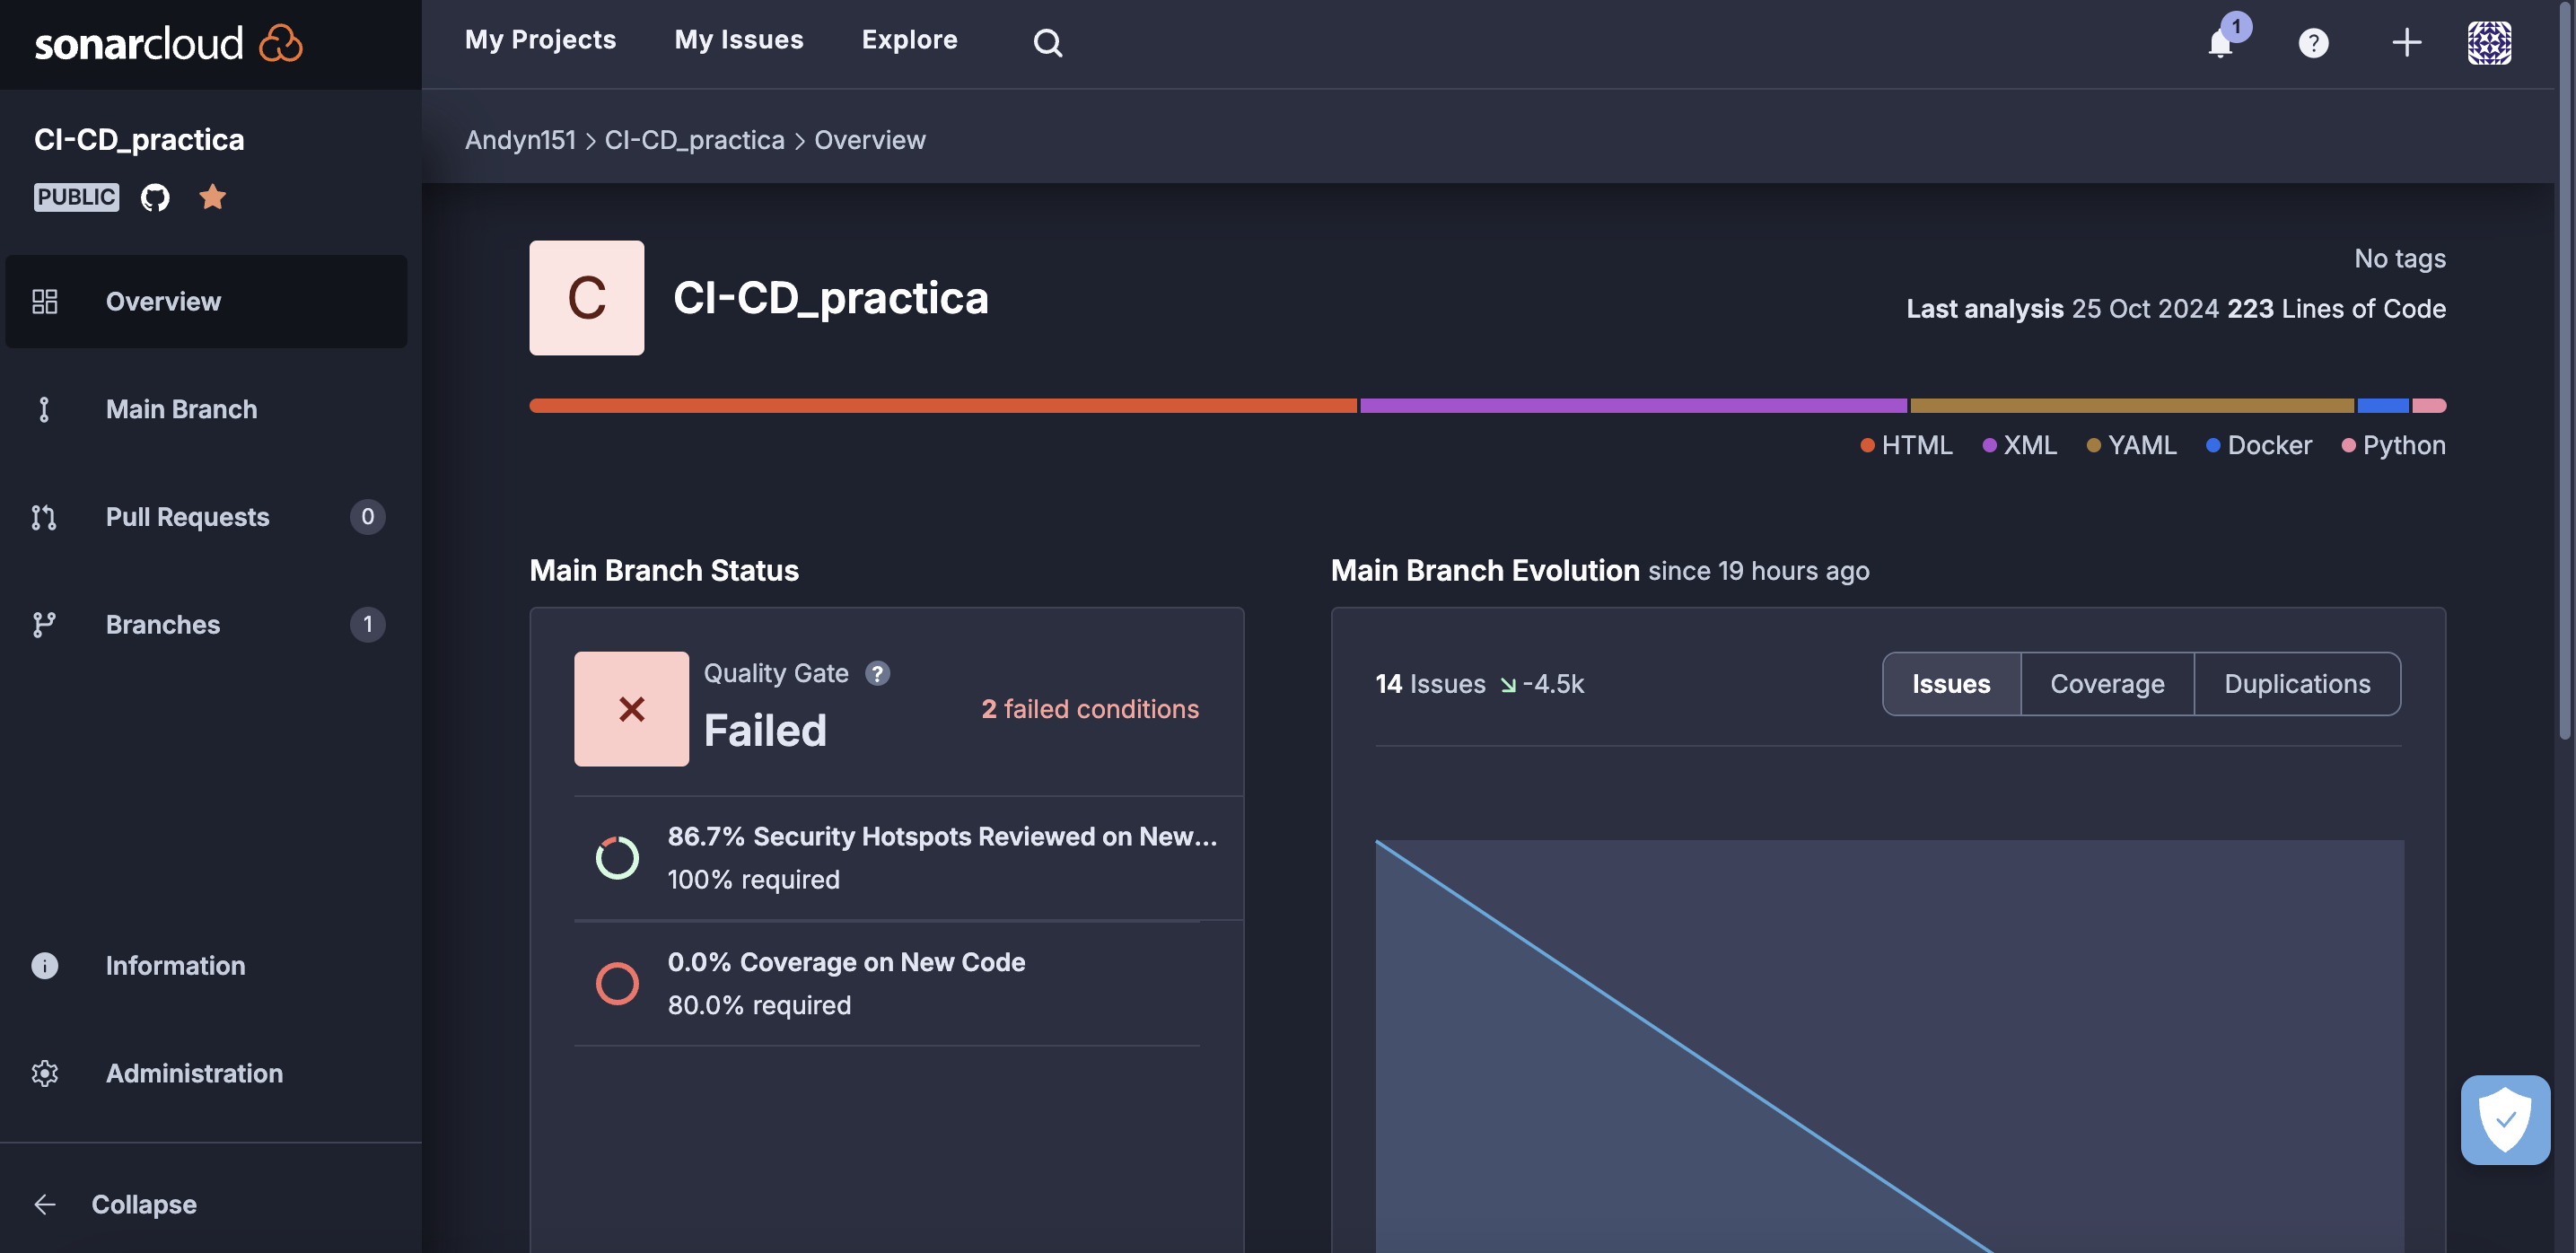 sonarcloud
My Projects
My Issues
Explore
1
?
CI-CD_practica
PUBLIC
Overview
Main Branch
Pull Requests
0
Branches
1
Information
Administration
Collapse
Andyn151 > CI-CD_practica > Overview
C
CI-CD_practica
No tags
Last analysis 25 Oct 2024 223 Lines of Code
HTML XML YAML Docker Python
Main Branch Status
Quality Gate ?
Failed
2 failed conditions
86.7% Security Hotspots Reviewed on New...
100% required
0.0% Coverage on New Code
80.0% required
Main Branch Evolution since 19 hours ago
14 Issues -4.5k
Issues
Coverage
Duplications